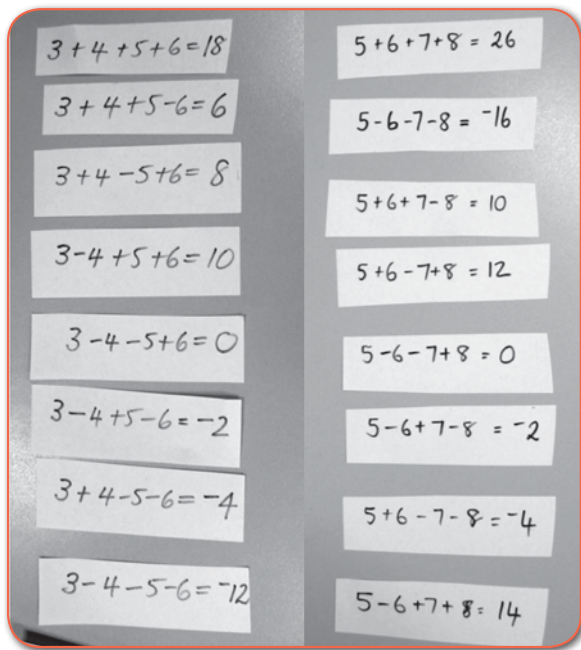 3 + 4 + 5 + 6 = 18
3 + 4 + 5 - 6 = 6
3 + 4 - 5 + 6 = 8
3 - 4 + 5 + 6 = 10
3 - 4 - 5 + 6 = 0
3 - 4 + 5 - 6 = -2
3 + 4 - 5 - 6 = -4
3 - 4 - 5 - 6 = -12
5 + 6 + 7 + 8 = 26
5 - 6 - 7 - 8 = -16
5 + 6 + 7 - 8 = 10
5 + 6 - 7 + 8 = 12
5 - 6 - 7 + 8 = 0
5 - 6 + 7 - 8 = -2
5 + 6 - 7 - 8 = -4
5 - 6 + 7 + 8 = 14